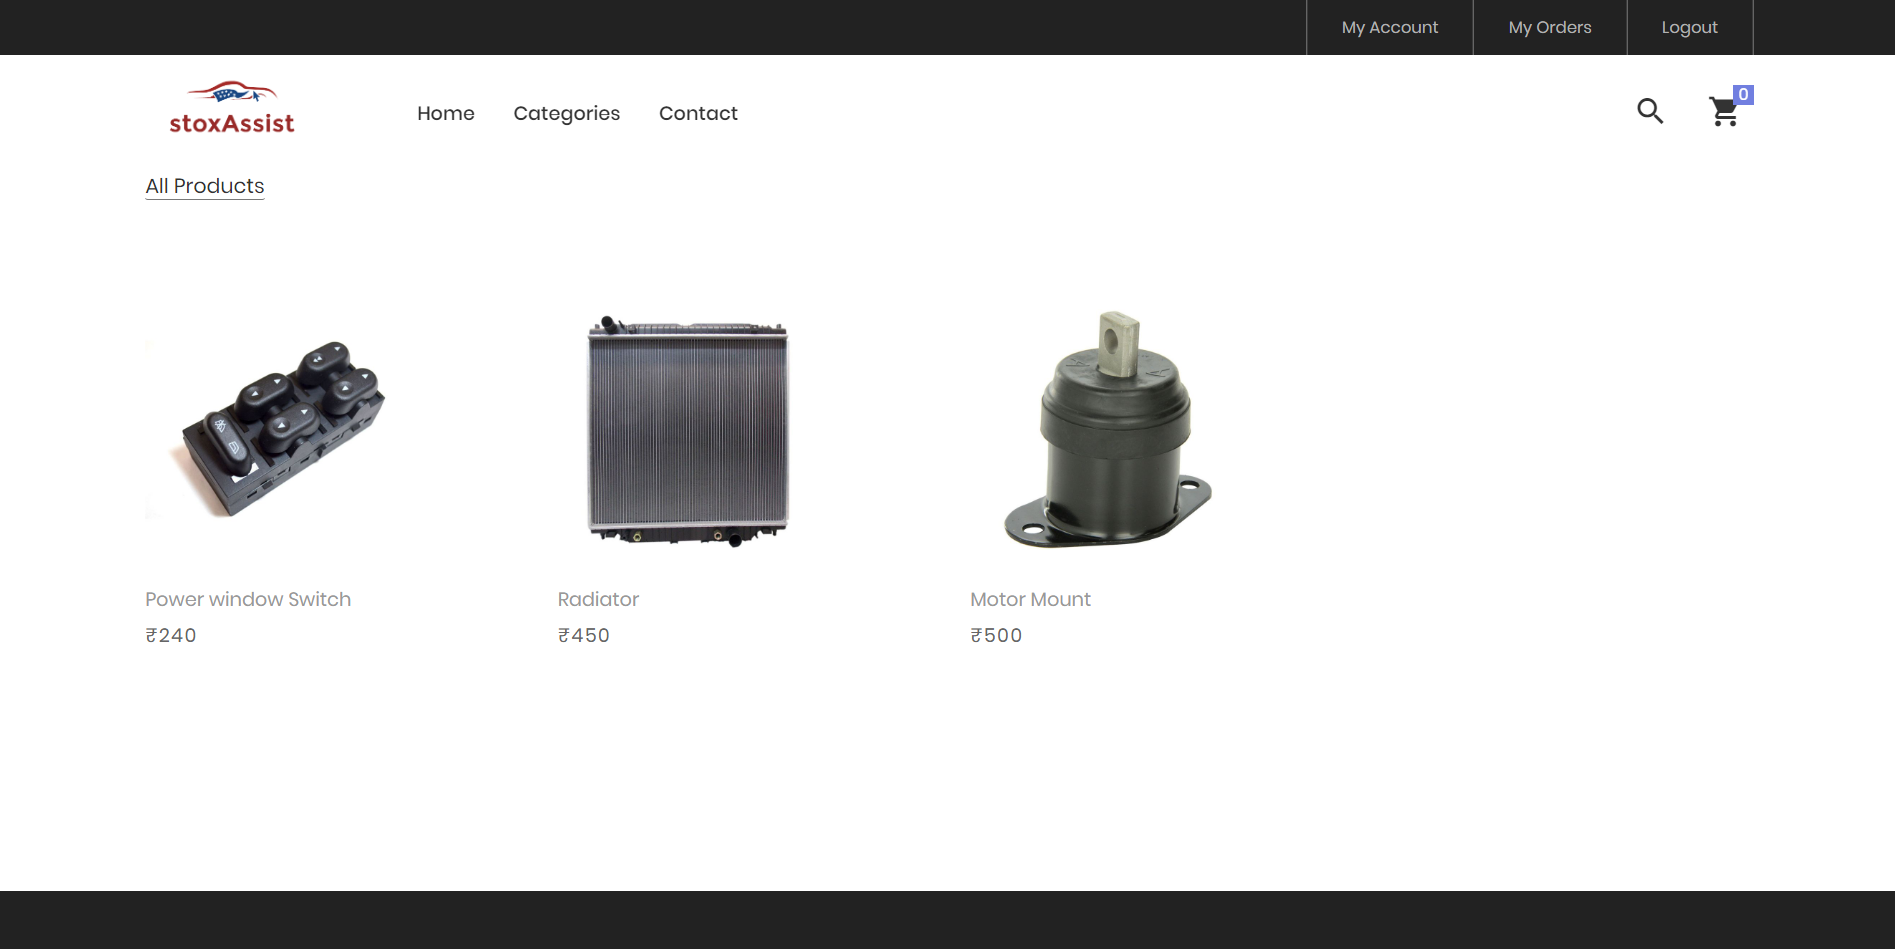 My Account
My Orders
Logout
stoxAssist
Home
Categories
Contact
0
All Products
Power window Switch
₹240
Radiator
₹450
Motor Mount
₹500